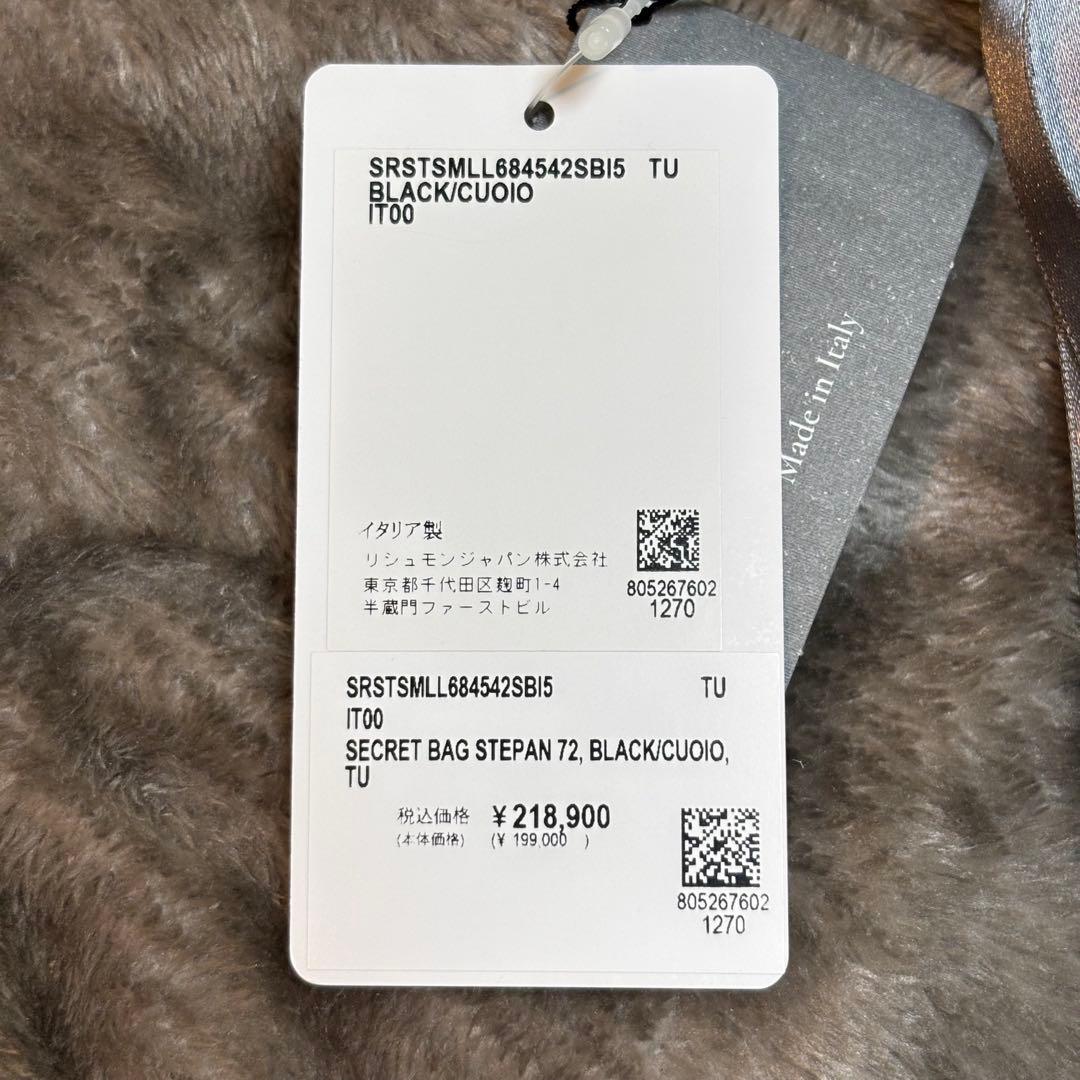 SRSTSMLL684542SBI5 TU
BLACK/CUOIO
IT00
Made in Italy
イタリア製
リシュモンジャパン株式会社
東京都千代田区麹町1-4
半蔵門ファーストビル
805267602
1270
SRSTSMLL684542SBI5 TU
IT00
SECRET BAG STEPAN 72, BLACK/CUOIO,
TU
税込価格 ¥218,900
(本体価格) (¥ 199,000 )
805267602
1270